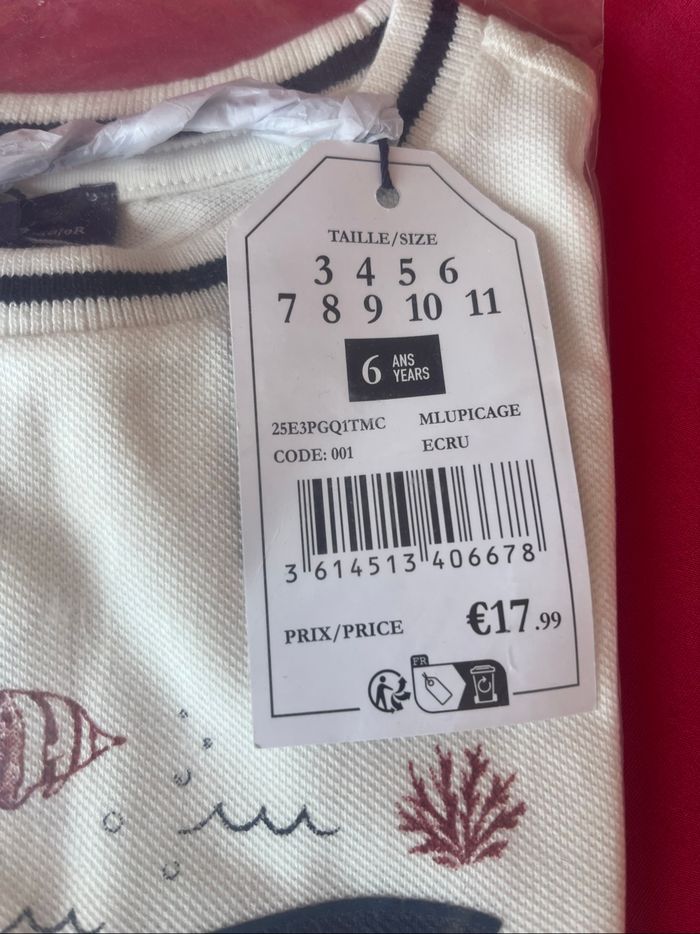 TAILLE/SIZE
3 4 5 6
7 8 9 10 11
6 ANS
YEARS
25E3PGQ1TMC MLUPICAGE
CODE: 001 ECRU
3 614513 406678
PRIX/PRICE €17.99
FR